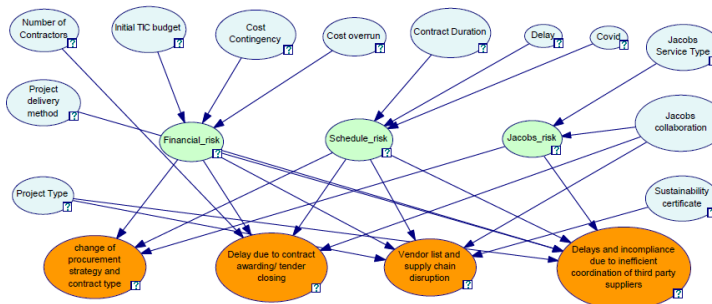 Number of
Contractors
?
Initial TIC budget
?
Cost
Contingency
?
Cost overrun
?
Contract Duration
?
Delay
?
Covid
?
Jacobs
Service Type
?
Project
delivery
method
?
Financial_risk
?
Schedule_risk
?
Jacobs_risk
?
Jacobs
collaboration
?
Project Type
?
Sustainability
certificate
?
change of
procurement
strategy and
contract type
?
Delay due to contract
awarding/ tender
closing
?
Vendor list and
supply chain
disruption
?
Delays and incompliance
due to inefficient
coordination of third party
suppliers
?